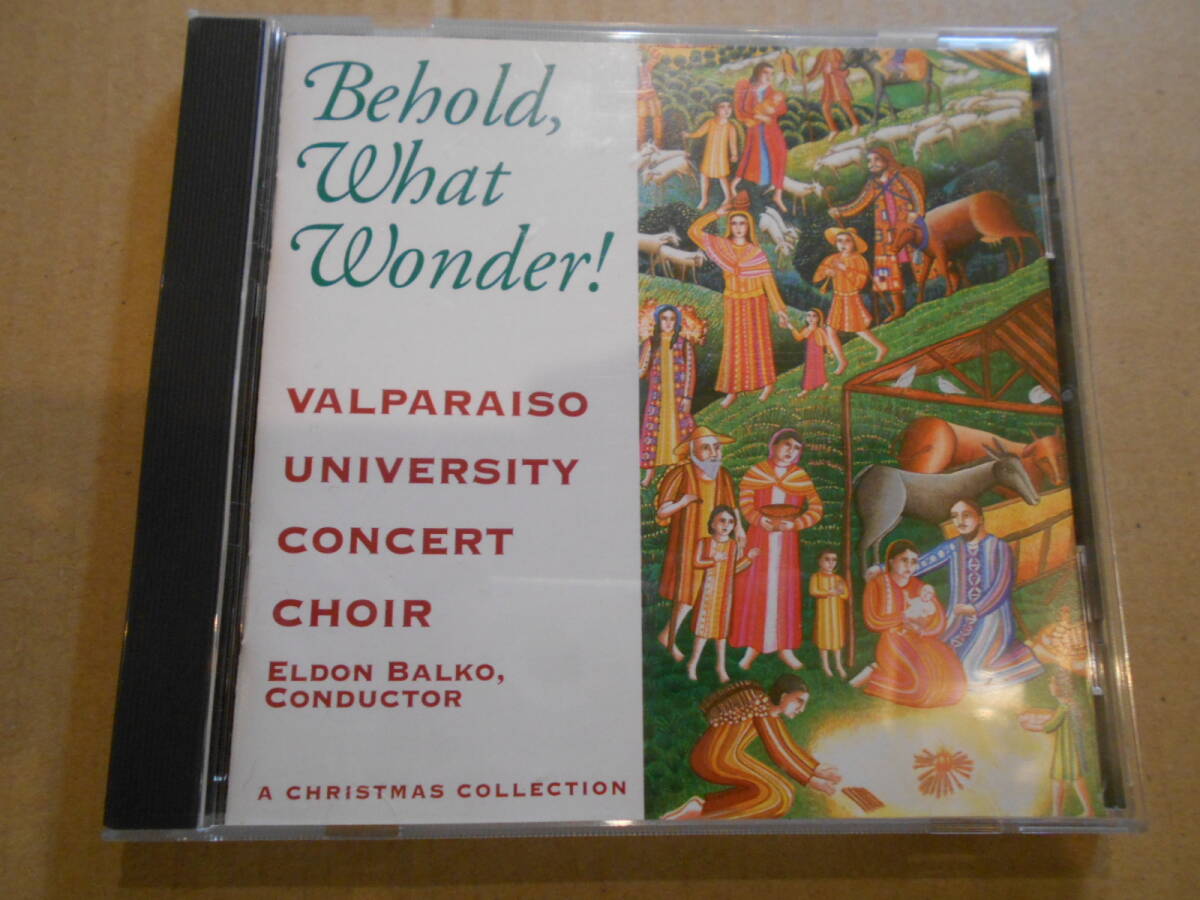 Behold,
What
Wonder!
VALPARAISO
UNIVERSITY
CONCERT
CHOIR
ELDON BALKO,
CONDUCTOR
A CHRISTMAS COLLECTION